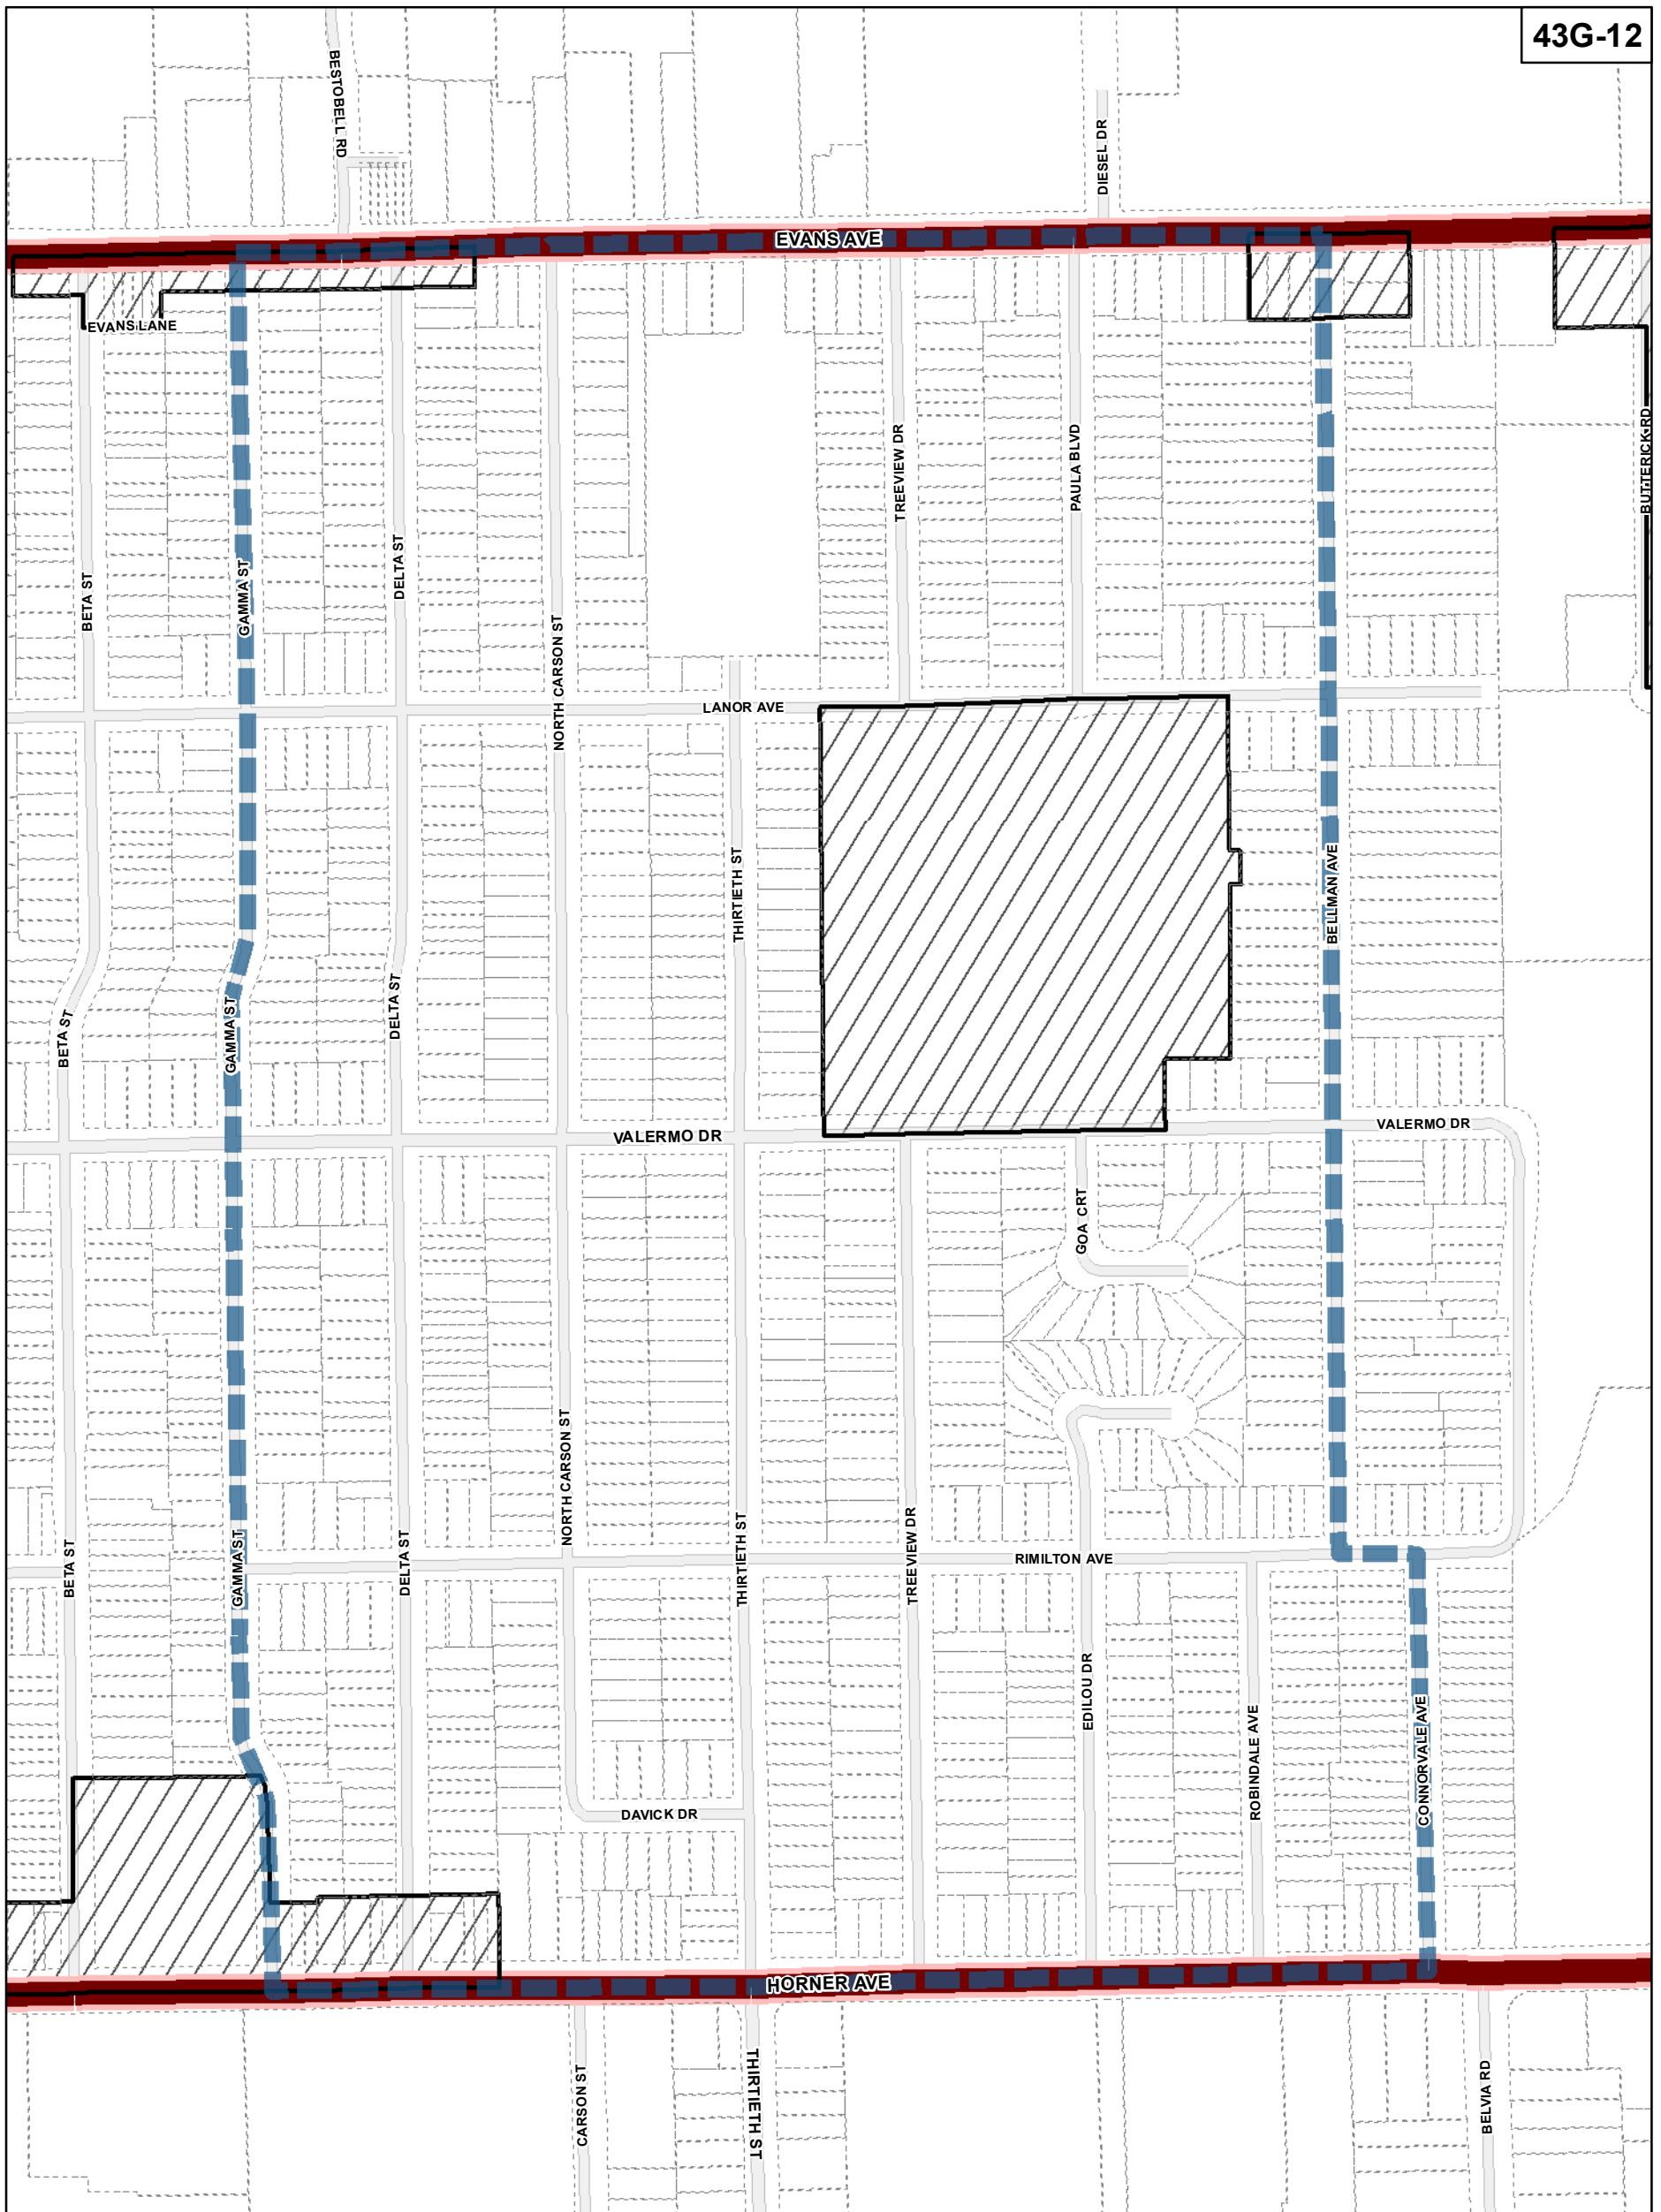 43G-12
BESTOBELL RD
DIESEL DR
EVANS AVE
EVANS LANE
BUTTERICK RD
TREEVIEW DR
PAULA BLVD
DELTA ST
BETA ST
GAMMA ST
NORTH CARSON ST
LANOR AVE
THIRTIETH ST
BELLMAN AVE
DELTA ST
GAMMA ST
BETA ST
VALERMO DR
VALERMO DR
GOA CRT
NORTH CARSON ST
TREEVIEW DR
THIRTIETH ST
RIMILTON AVE
BETA ST
GAMMA ST
DELTA ST
EDILOU DR
ROBINDALE AVE
CONNORVALE AVE
DAVICK DR
HORNER AVE
CARSON ST
THIRTIETH ST
BELVIA RD